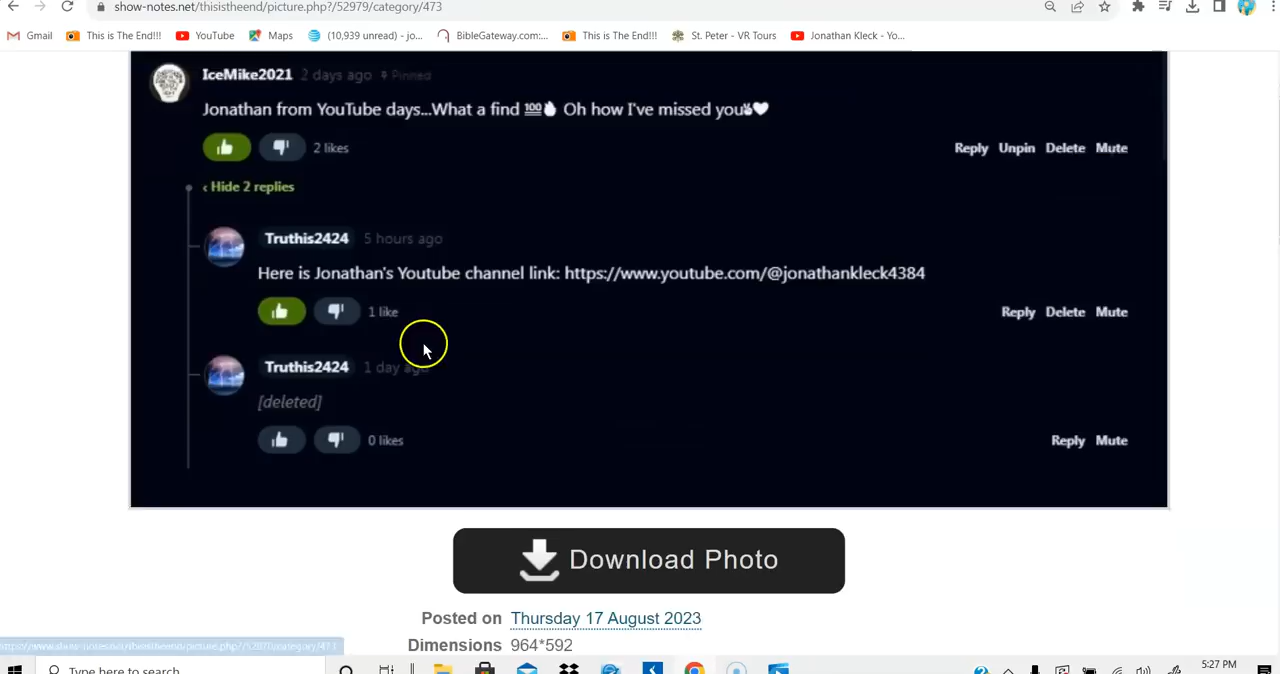 show-notes.net/thisistheend/picture.php?/52979/category/473
Gmail This is The End!!! YouTube Maps (10,939 unread) - jo... BibleGateway.com:... This is The End!!! St. Peter - VR Tours Jonathan Kleck - Yo...
IceMike2021 2 days ago Pinned
Jonathan from YouTube days...What a find 💯🔥 Oh how I've missed you✌🤍
2 likes Reply Unpin Delete Mute
‹ Hide 2 replies
Truthis2424 5 hours ago
Here is Jonathan's Youtube channel link: https://www.youtube.com/@jonathankleck4384
1 like Reply Delete Mute
Truthis2424 1 day ago
[deleted]
0 likes Reply Mute
Download Photo
Posted on Thursday 17 August 2023
Dimensions 964*592
Type here to search
5:27 PM